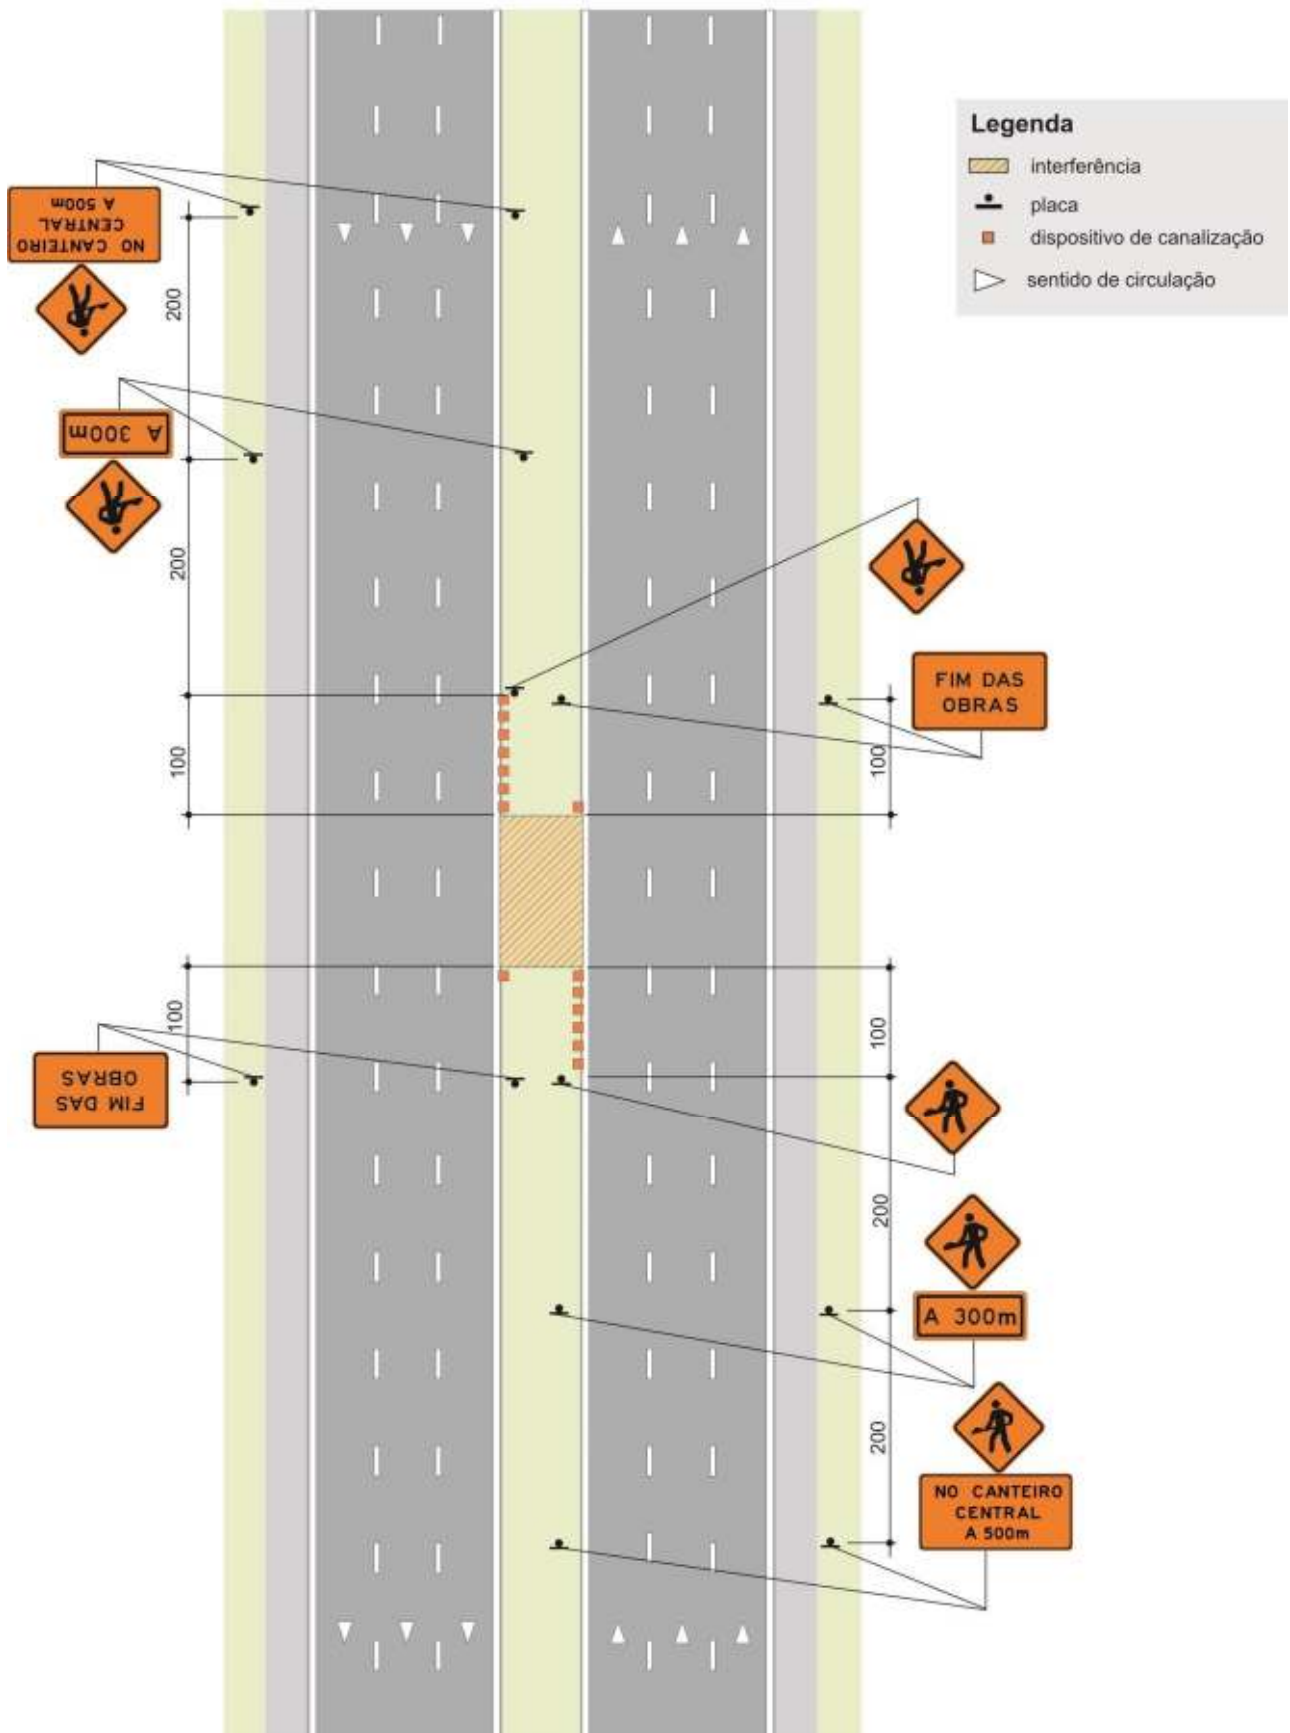 Legenda
interferência
placa
dispositivo de canalização
sentido de circulação
NO CANTEIRO
CENTRAL
A 500m
200
A 300m
200
100
FIM DAS
OBRAS
100
100
FIM DAS
OBRAS
100
200
A 300m
200
NO CANTEIRO
CENTRAL
A 500m